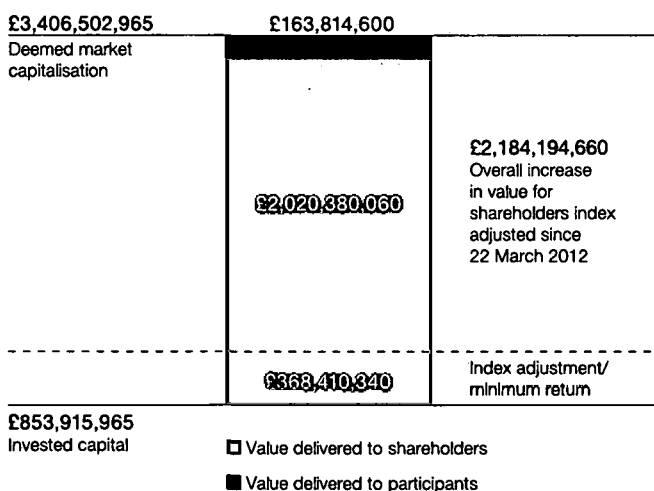 £3,406,502,965
Deemed market
capitalisation
£163,814,600
£2,020,380,060
£2,184,194,660
Overall increase
in value for
shareholders index
adjusted since
22 March 2012
£368,410,340
Index adjustment/
minimum return
£853,915,965
Invested capital
Value delivered to shareholders
Value delivered to participants